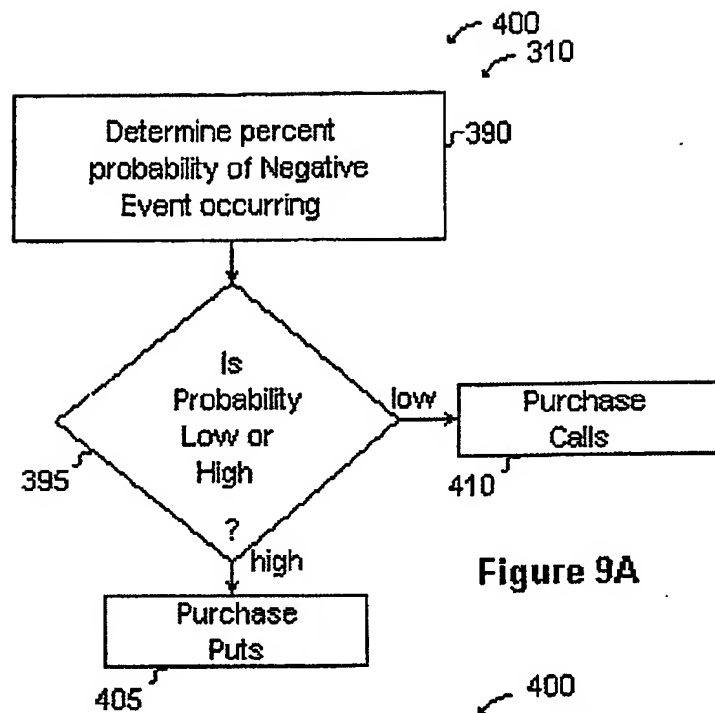 400
310
Determine percent
probability of Negative
Event occurring
390
Is
Probability
Low or
High
?
low
Purchase
Calls
395
410
high
Figure 9A
Purchase
Puts
405
400